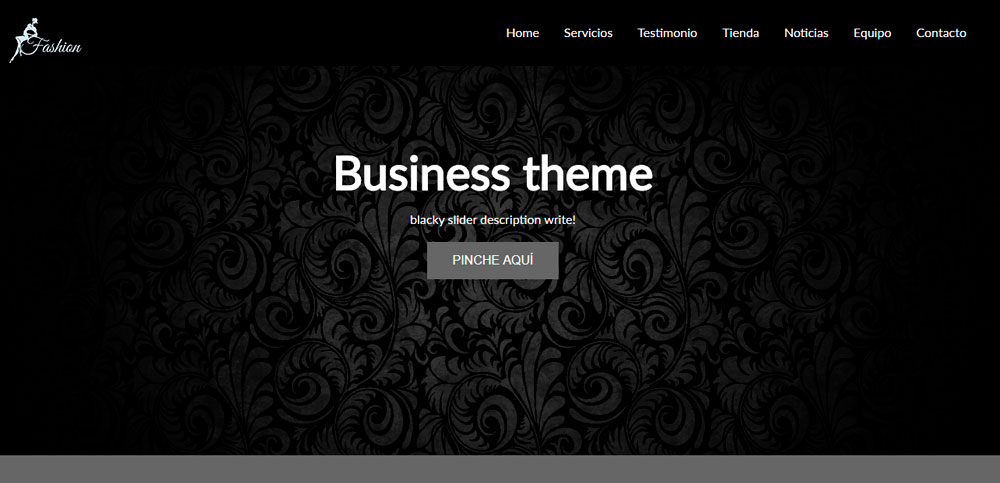 Fashion
Home Servicios Testimonio Tienda Noticias Equipo Contacto
Business theme
blacky slider description write!
PINCHE AQUÍ